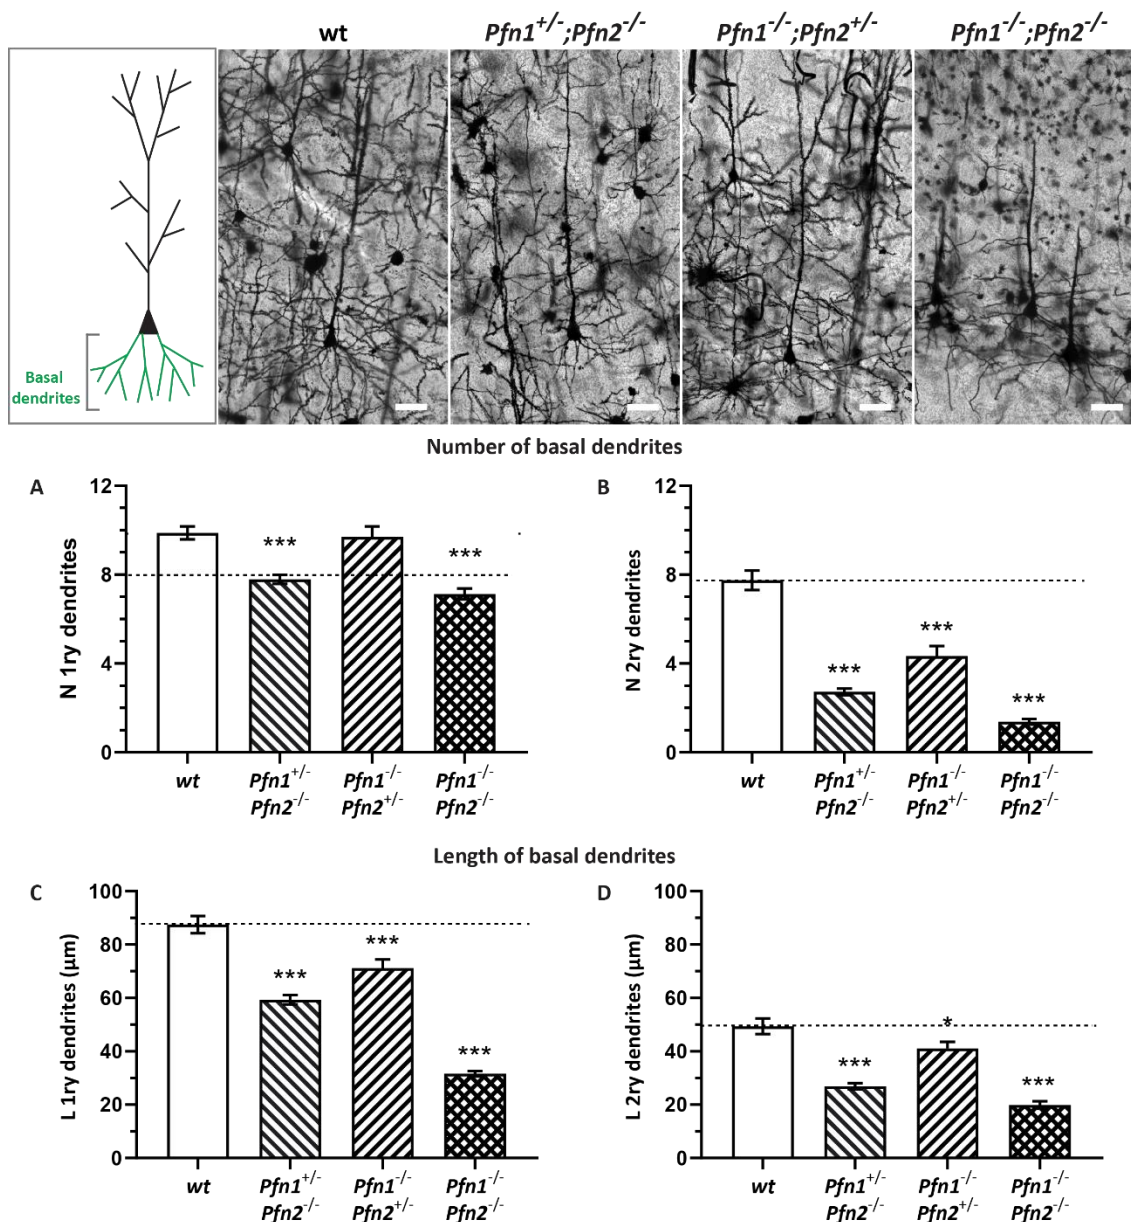 wt
Pfn1+/-;Pfn2-/-
Pfn1-/-;Pfn2+/-
Pfn1-/-;Pfn2-/-
Basal
dendrites
Number of basal dendrites
A
N 1ry dendrites
12
8
4
0
***
***
wt
Pfn1+/-
Pfn2-/-
Pfn1-/-
Pfn2+/-
Pfn1-/-
Pfn2-/-
B
N 2ry dendrites
12
8
4
0
***
***
***
wt
Pfn1+/-
Pfn2-/-
Pfn1-/-
Pfn2+/-
Pfn1-/-
Pfn2-/-
Length of basal dendrites
C
L 1ry dendrites (µm)
100
80
60
40
20
0
***
***
***
wt
Pfn1+/-
Pfn2-/-
Pfn1-/-
Pfn2+/-
Pfn1-/-
Pfn2-/-
D
L 2ry dendrites (µm)
100
80
60
40
20
0
***
*
***
wt
Pfn1+/-
Pfn2-/-
Pfn1-/-
Pfn2+/-
Pfn1-/-
Pfn2-/-